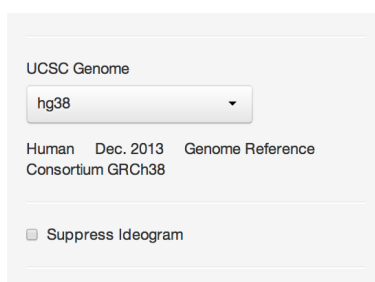 UCSC Genome
hg38
Human Dec. 2013 Genome Reference
Consortium GRCh38
Suppress Ideogram